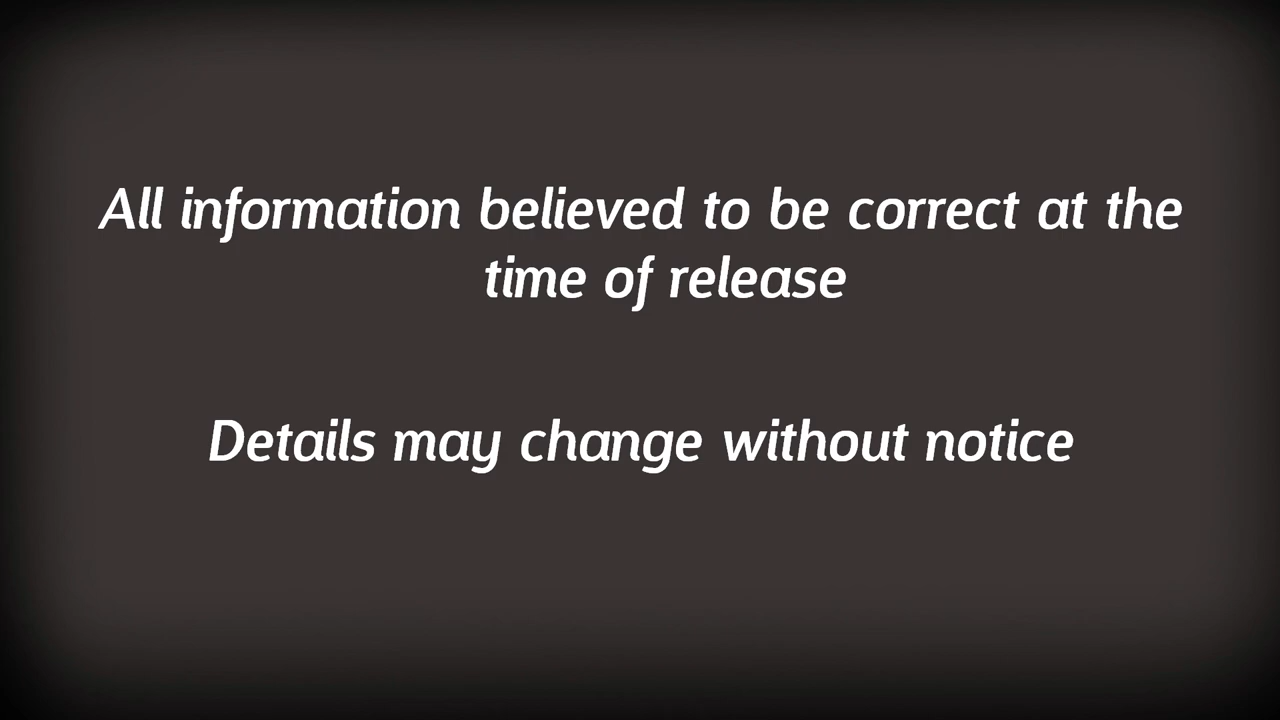 All information believed to be correct at the
time of release
Details may change without notice